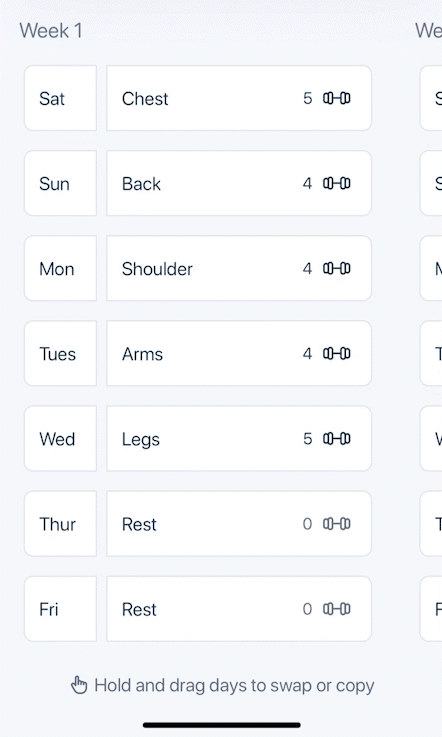 Week 1
We
Sat Chest 5
S
Sun Back 4
S
Mon Shoulder 4
M
Tues Arms 4
T
Wed Legs 5
W
Thur Rest 0
T
Fri Rest 0
F
Hold and drag days to swap or copy